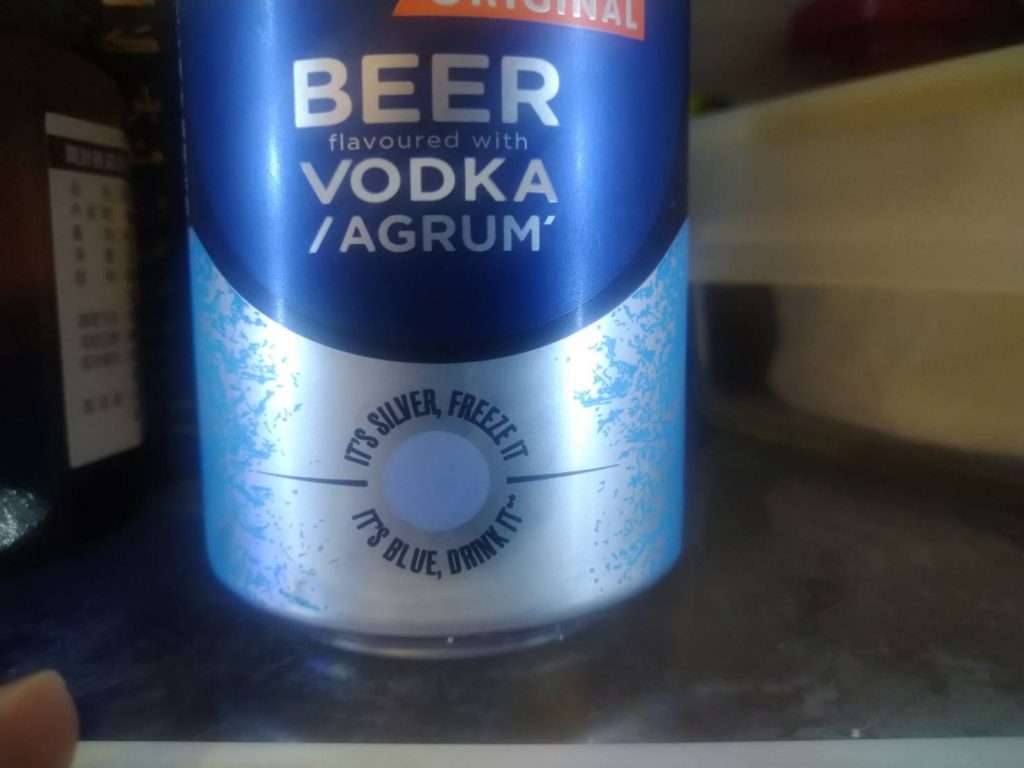 ORIGINAL
BEER
flavoured with
VODKA
/AGRUM´
IT'S SILVER, FREEZE IT
IT'S BLUE, DRINK IT**